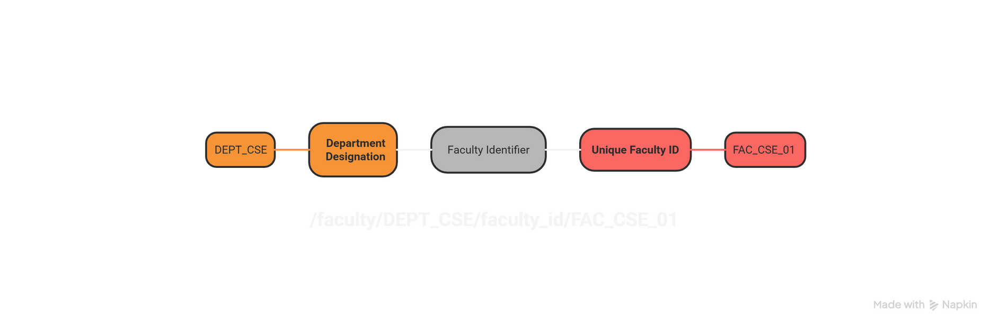 DEPT_CSE
Department
Designation
Faculty Identifier
Unique Faculty ID
FAC_CSE_01
/faculty/DEPT_CSE/faculty_id/FAC_CSE_01
Made with Napkin